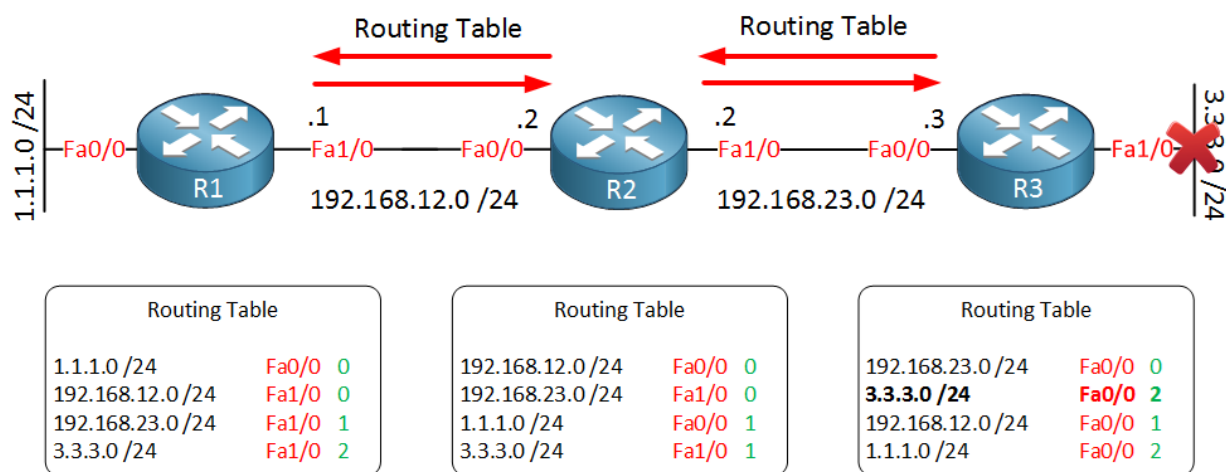 Routing Table
Routing Table
1.1.1.0 /24
Fa0/0
R1
.1
Fa1/0
192.168.12.0 /24
.2
Fa0/0
R2
.2
Fa1/0
192.168.23.0 /24
.3
Fa0/0
R3
Fa1/0
3.3.3.0 /24
Routing Table
1.1.1.0 /24 Fa0/0 0
192.168.12.0 /24 Fa1/0 0
192.168.23.0 /24 Fa1/0 1
3.3.3.0 /24 Fa1/0 2
Routing Table
192.168.12.0 /24 Fa0/0 0
192.168.23.0 /24 Fa1/0 0
1.1.1.0 /24 Fa0/0 1
3.3.3.0 /24 Fa1/0 1
Routing Table
192.168.23.0 /24 Fa0/0 0
3.3.3.0 /24 Fa0/0 2
192.168.12.0 /24 Fa0/0 1
1.1.1.0 /24 Fa0/0 2